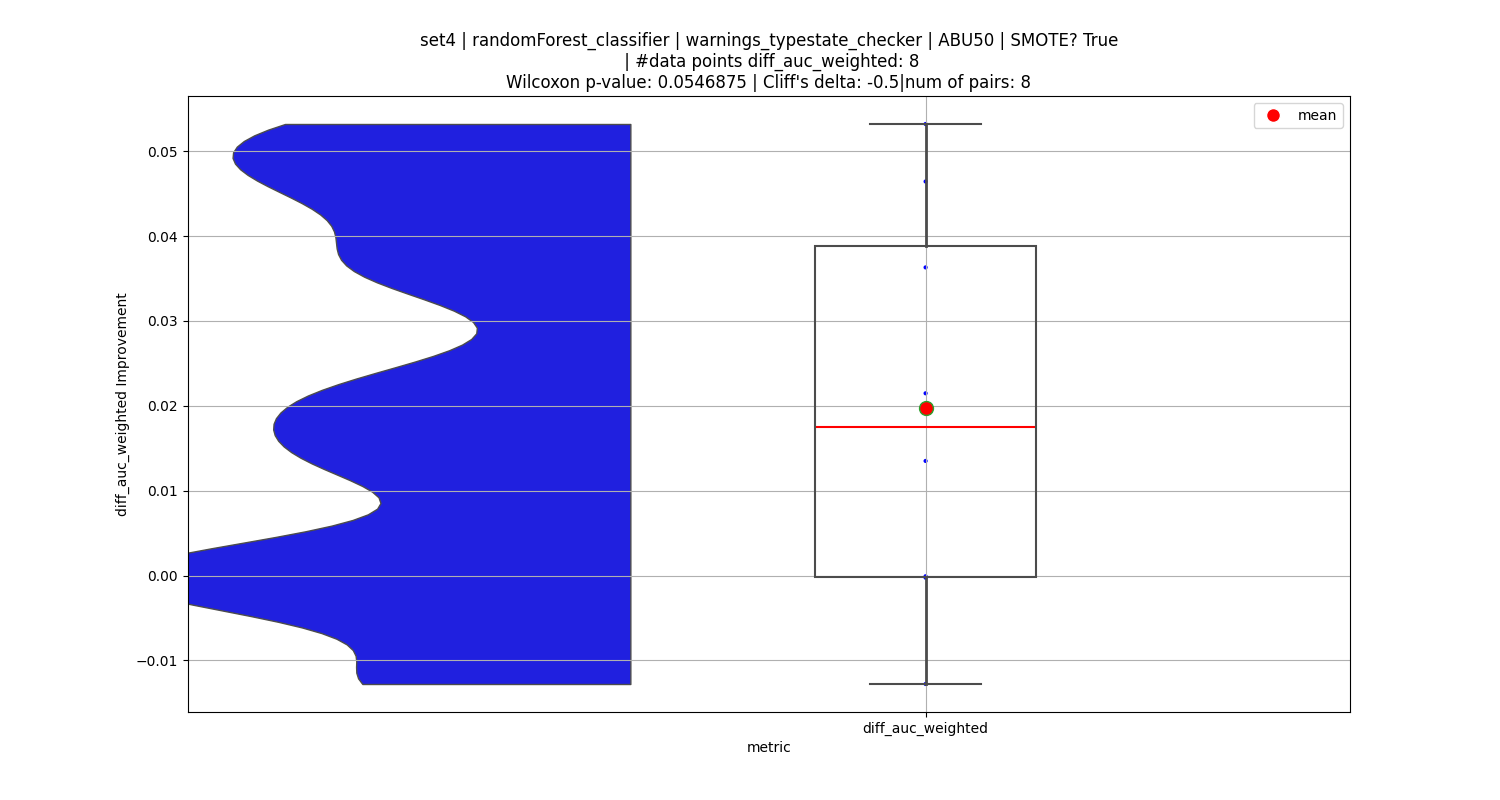 set4 | randomForest_classifier | warnings_typestate_checker | ABU50 | SMOTE? True
| #data points diff_auc_weighted: 8
Wilcoxon p-value: 0.0546875 | Cliff's delta: -0.5|num of pairs: 8
mean
0.05
0.04
0.03
0.02
0.01
0.00
−0.01
diff_auc_weighted Improvement
diff_auc_weighted
metric